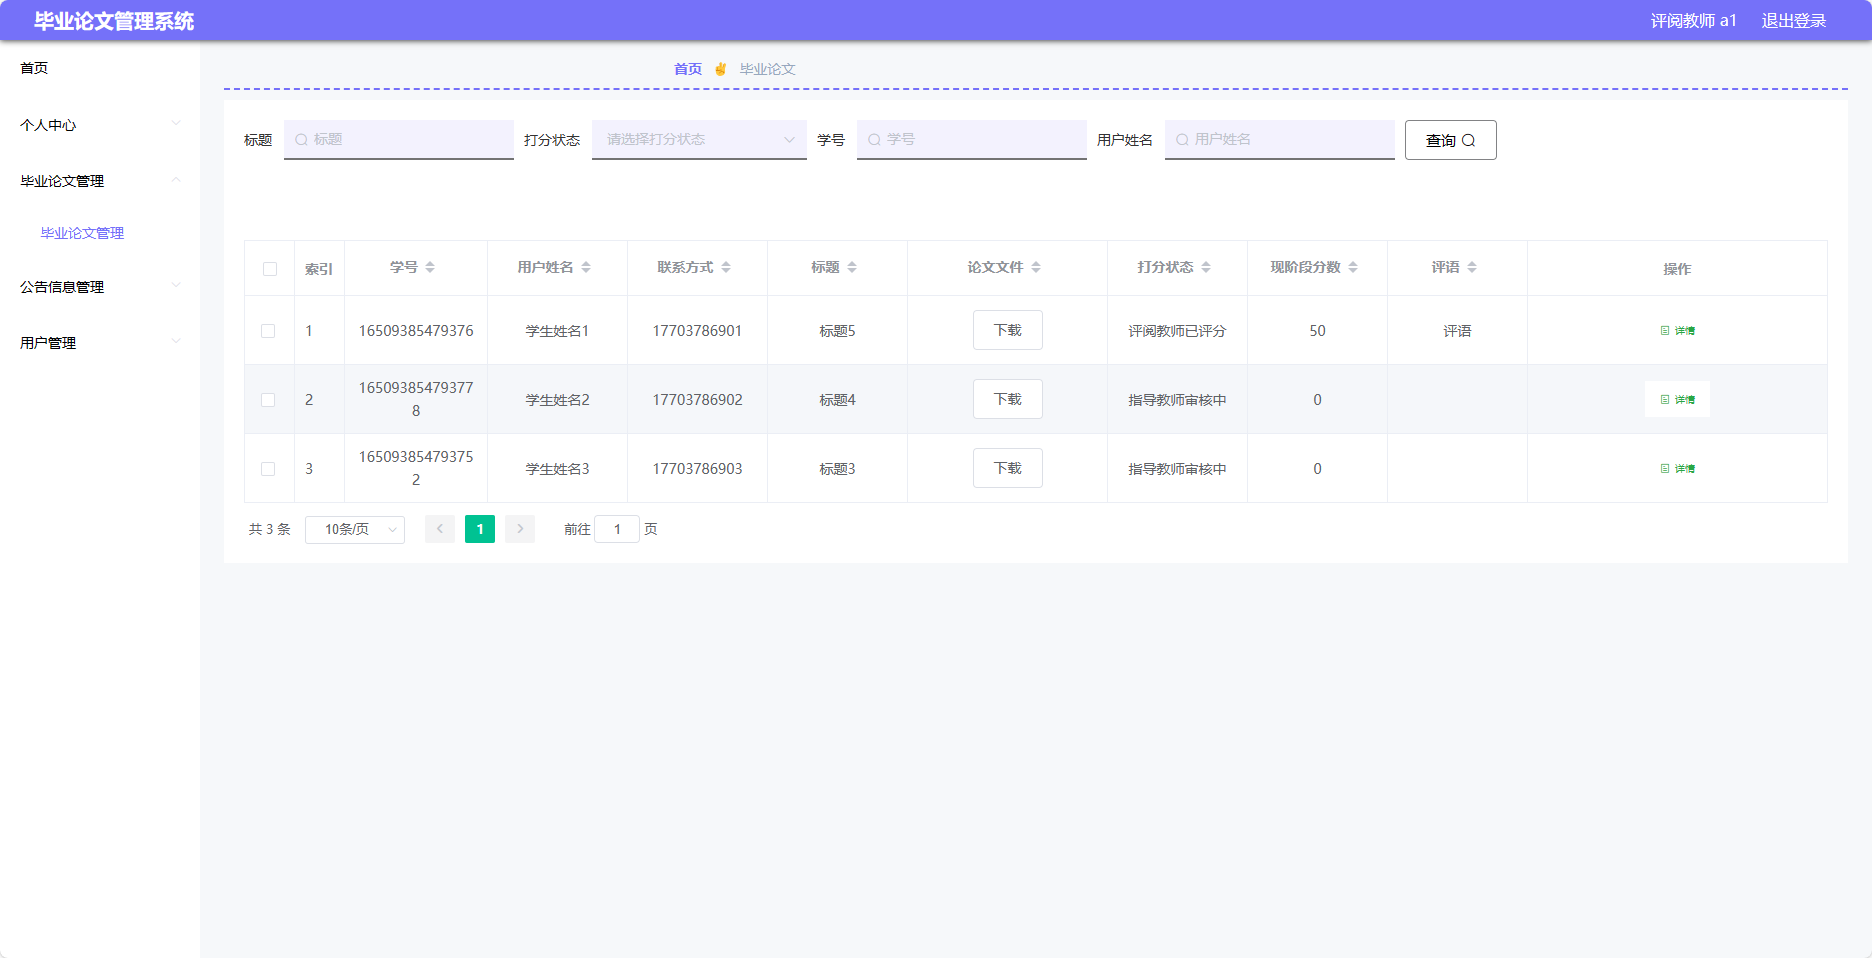 毕业论文管理系统
评阅教师 a1 退出登录
首页
个人中心
毕业论文管理
毕业论文管理
公告信息管理
用户管理
首页 毕业论文
标题 标题 打分状态 请选择打分状态 学号 学号 用户姓名 用户姓名 查询
索引 学号 用户姓名 联系方式 标题 论文文件 打分状态 现阶段分数 评语 操作
1 16509385479376 学生姓名1 17703786901 标题5 下载 评阅教师已评分 50 评语 详情
2 16509385479377
8 学生姓名2 17703786902 标题4 下载 指导教师审核中 0 详情
3 16509385479375
2 学生姓名3 17703786903 标题3 下载 指导教师审核中 0 详情
共 3 条 10条/页 1 前往 1 页